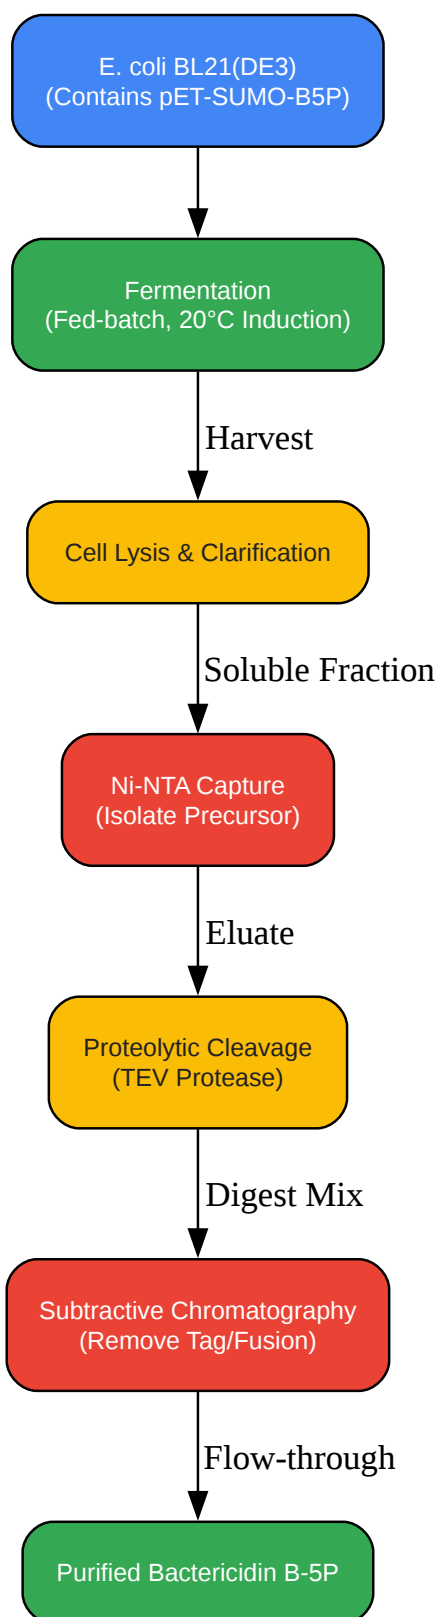 E. coli BL21(DE3)
(Contains pET-SUMO-B5P)
Fermentation
(Fed-batch, 20°C Induction)
Harvest
Cell Lysis & Clarification
Soluble Fraction
Ni-NTA Capture
(Isolate Precursor)
Eluate
Proteolytic Cleavage
(TEV Protease)
Digest Mix
Subtractive Chromatography
(Remove Tag/Fusion)
Flow-through
Purified Bactericidin B-5P